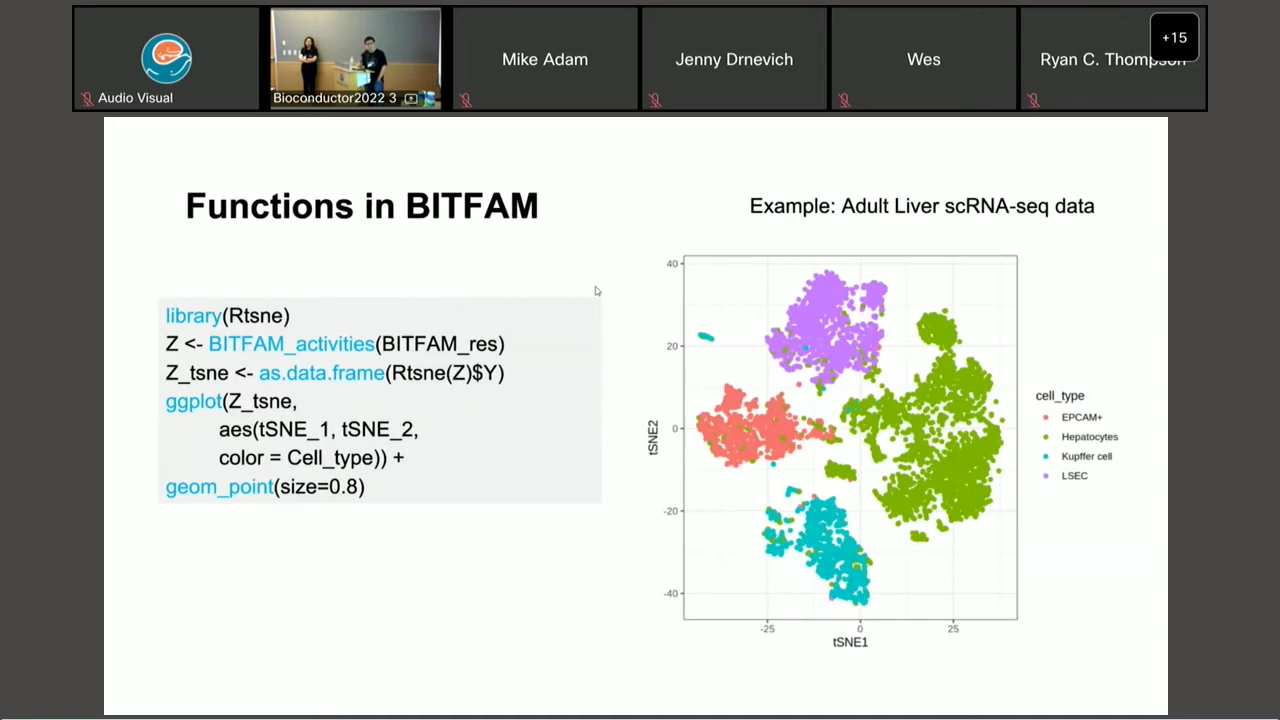 Audio Visual
Bioconductor2022 3
Mike Adam
Jenny Drnevich
Wes
Ryan C. Thompson
+15
Functions in BITFAM
Example: Adult Liver scRNA-seq data
library(Rtsne)
Z <- BITFAM_activities(BITFAM_res)
Z_tsne <- as.data.frame(Rtsne(Z)$Y)
ggplot(Z_tsne,
aes(tSNE_1, tSNE_2,
color = Cell_type)) +
geom_point(size=0.8)
40
20
0
-20
-40
tSNE2
-25
0
25
tSNE1
cell_type
EPCAM+
Hepatocytes
Kupffer cell
LSEC